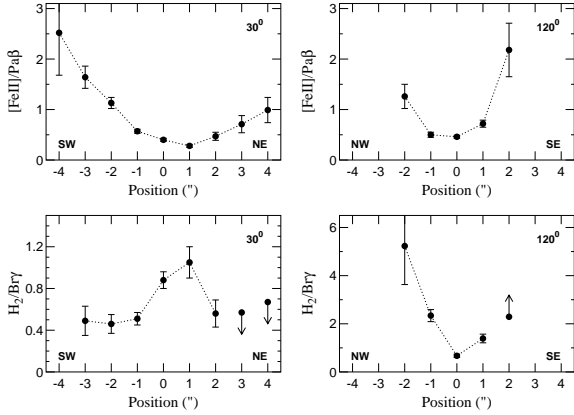 [FeII]/Paβ
3
2
1
0
30⁰
SW
NE
-4 -3 -2 -1 0 1 2 3 4
Position (")
[FeII]/Paβ
3
2
1
0
120⁰
NW
SE
-4 -3 -2 -1 0 1 2 3 4
Position (")
H₂/Brγ
1.2
0.8
0.4
0
30⁰
SW
NE
-4 -3 -2 -1 0 1 2 3 4
Position (")
H₂/Brγ
6
4
2
0
120⁰
NW
SE
-4 -3 -2 -1 0 1 2 3 4
Position (")